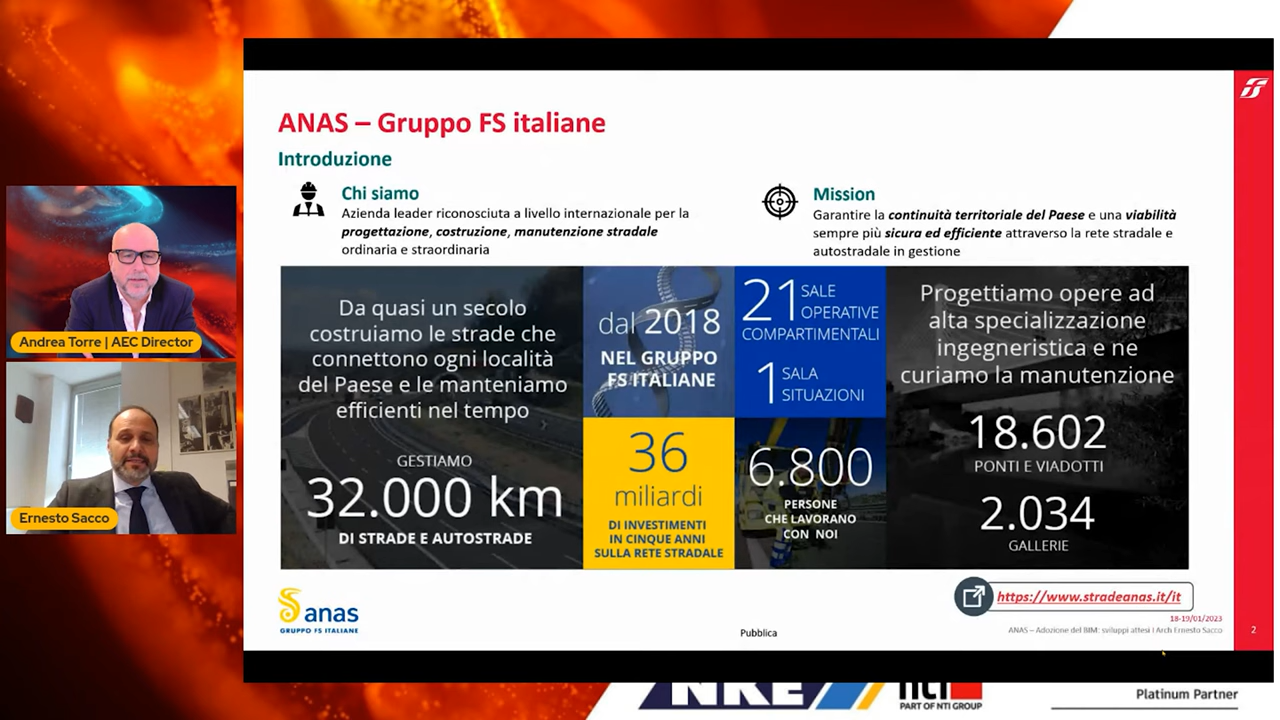 ANAS – Gruppo FS italiane
Introduzione
Chi siamo
Azienda leader riconosciuta a livello internazionale per la
progettazione, costruzione, manutenzione stradale
ordinaria e straordinaria
Mission
Garantire la continuità territoriale del Paese e una viabilità
sempre più sicura ed efficiente attraverso la rete stradale e
autostradale in gestione
Da quasi un secolo
costruiamo le strade che
connettono ogni località
del Paese e le manteniamo
efficienti nel tempo
GESTIAMO
32.000 km
DI STRADE E AUTOSTRADE
dal 2018
NEL GRUPPO
FS ITALIANE
21 SALE
OPERATIVE
COMPARTIMENTALI
1 SALA
SITUAZIONI
36
miliardi
DI INVESTIMENTI
IN CINQUE ANNI
SULLA RETE STRADALE
6.800
PERSONE
CHE LAVORANO
CON NOI
Progettiamo opere ad
alta specializzazione
ingegneristica e ne
curiamo la manutenzione
18.602
PONTI E VIADOTTI
2.034
GALLERIE
Andrea Torre | AEC Director
Ernesto Sacco
anas
GRUPPO FS ITALIANE
Pubblica
https://www.stradeanas.it/it
18-19/01/2023
ANAS – Adozione del BIM: sviluppi attesi I Arch Ernesto Sacco
2
NKE
nti
PART OF NTI GROUP
Platinum Partner